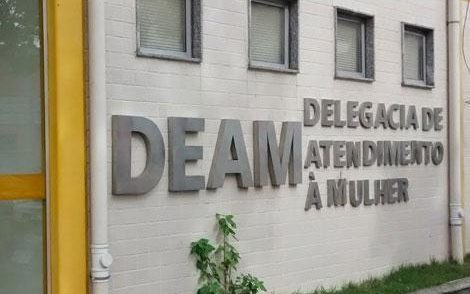 DEAM
DELEGACIA DE
ATENDIMENTO
À MULHER